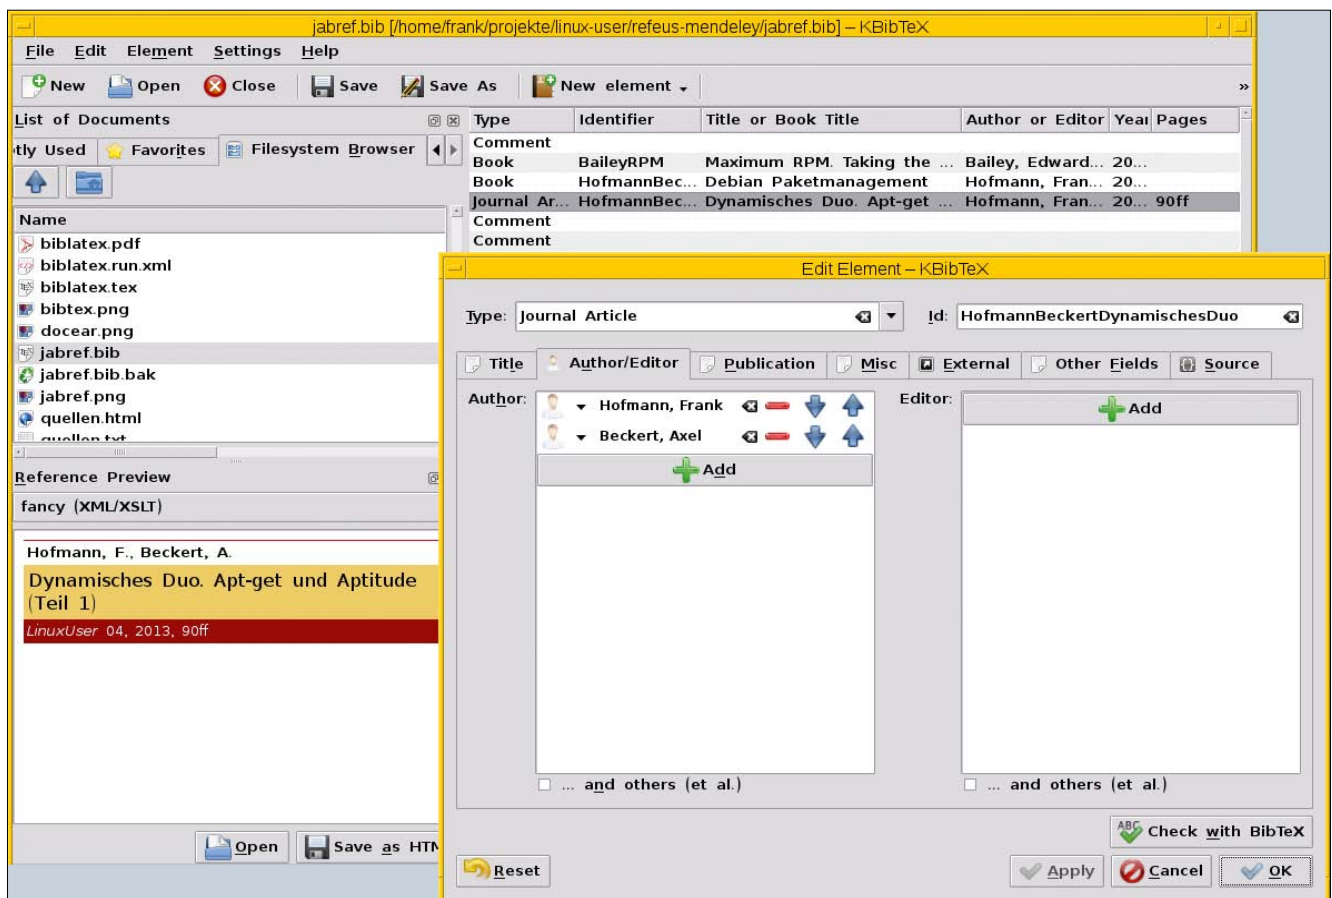 jabref.bib [/home/frank/projekte/linux-user/refeus-mendeley/jabref.bib] – KBibTeX
File Edit Element Settings Help
New Open Close Save Save As New element »
List of Documents
tly Used Favorites Filesystem Browser
Name
biblatex.pdf
biblatex.run.xml
biblatex.tex
bibtex.png
docear.png
jabref.bib
jabref.bib.bak
jabref.png
quellen.html
quellen.txt
Type Identifier Title or Book Title Author or Editor Year Pages
Comment
Book BaileyRPM Maximum RPM. Taking the ... Bailey, Edward... 20...
Book HofmannBec... Debian Paketmanagement Hofmann, Fran... 20...
Journal Ar... HofmannBec... Dynamisches Duo. Apt-get ... Hofmann, Fran... 20... 90ff
Comment
Comment
Reference Preview
fancy (XML/XSLT)
Hofmann, F., Beckert, A.
Dynamisches Duo. Apt-get und Aptitude
(Teil 1)
LinuxUser 04, 2013, 90ff
Open Save as HTM
Edit Element – KBibTeX
Type: Journal Article Id: HofmannBeckertDynamischesDuo
Title Author/Editor Publication Misc External Other Fields Source
Author: Hofmann, Frank
Beckert, Axel
Add
... and others (et al.)
Editor: Add
... and others (et al.)
ABC Check with BibTeX
Reset Apply Cancel OK